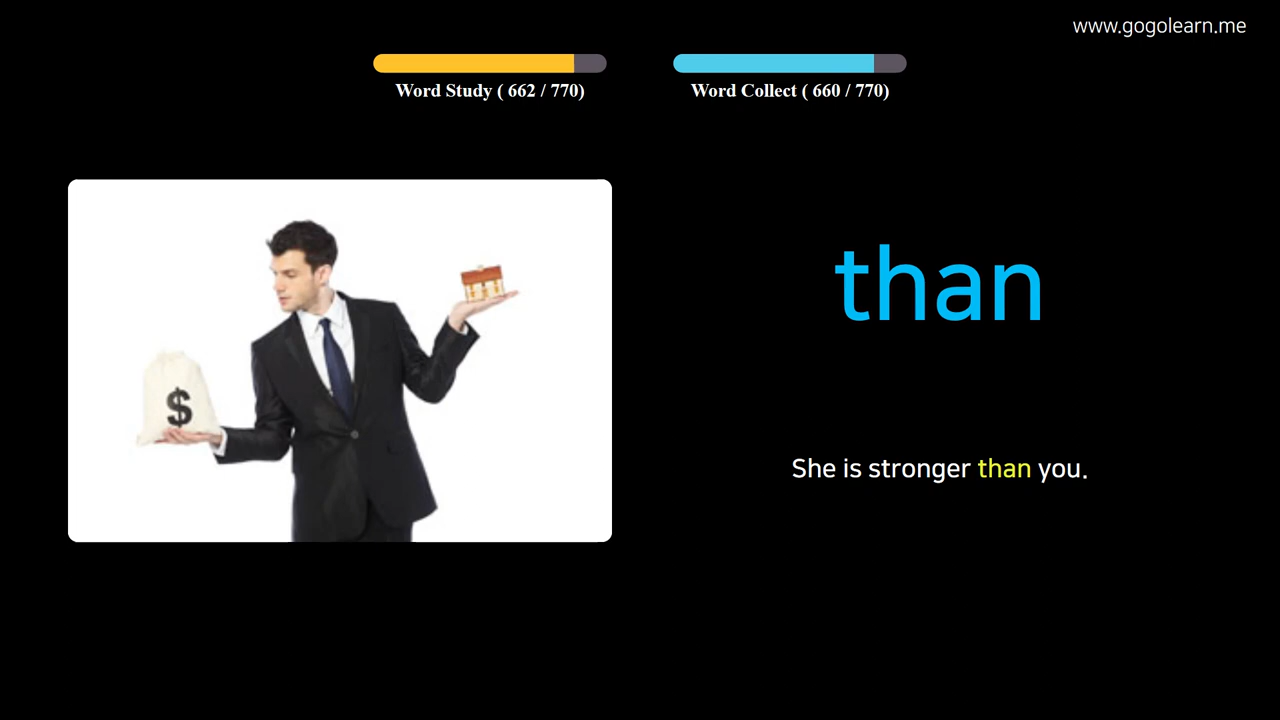 www.gogolearn.me
Word Study ( 662 / 770)
Word Collect ( 660 / 770)
$
than
She is stronger than you.